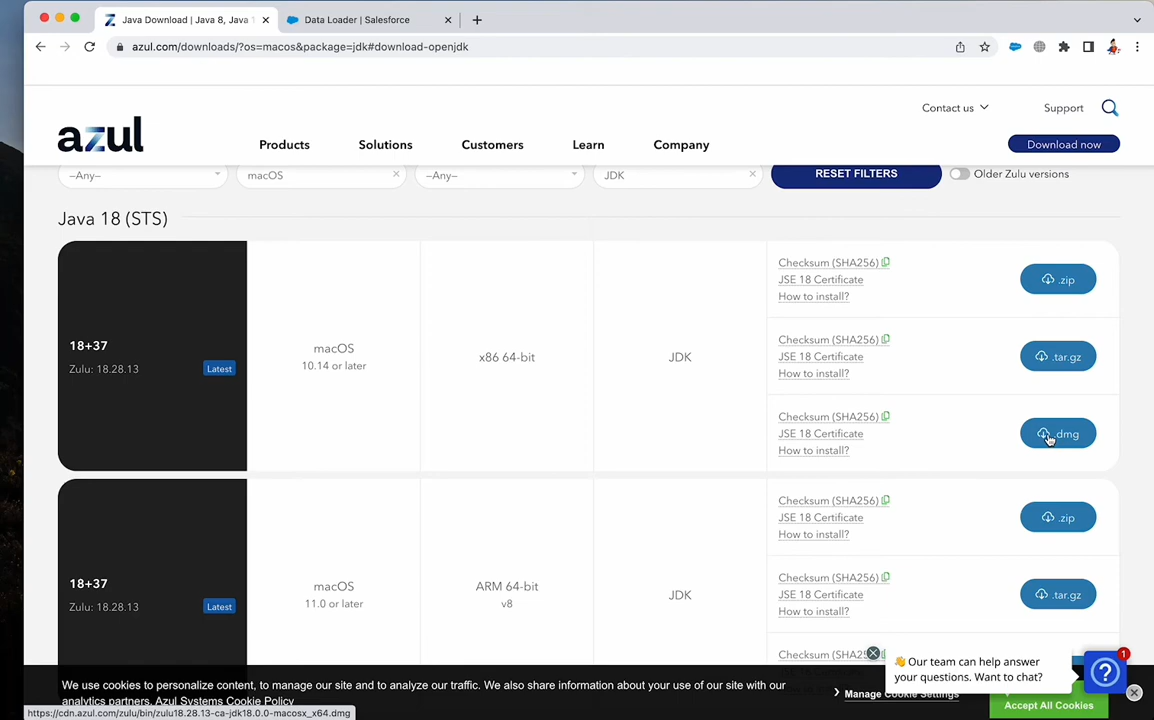 Java Download | Java 8, Java
Data Loader | Salesforce
azul.com/downloads/?os=macos&package=jdk#download-openjdk
Contact us
Support
azul
Products
Solutions
Customers
Learn
Company
Download now
–Any–
macOS
–Any–
JDK
RESET FILTERS
Older Zulu versions
Java 18 (STS)
18+37
Zulu: 18.28.13
Latest
macOS
10.14 or later
x86 64-bit
JDK
Checksum (SHA256)
JSE 18 Certificate
How to install?
.zip
Checksum (SHA256)
JSE 18 Certificate
How to install?
.tar.gz
Checksum (SHA256)
JSE 18 Certificate
How to install?
.dmg
18+37
Zulu: 18.28.13
Latest
macOS
11.0 or later
ARM 64-bit
v8
JDK
Checksum (SHA256)
JSE 18 Certificate
How to install?
.zip
Checksum (SHA256)
JSE 18 Certificate
How to install?
.tar.gz
Checksum (SHA25
👋 Our team can help answer
your questions. Want to chat?
1
We use cookies to personalize content, to manage our site and to analyze our traffic. We also share information about your use of our site with our
analytics partners. Azul Systems Cookie Policy
Manage Cookie Settings
Accept All Cookies
https://cdn.azul.com/zulu/bin/zulu18.28.13-ca-jdk18.0.0-macosx_x64.dmg